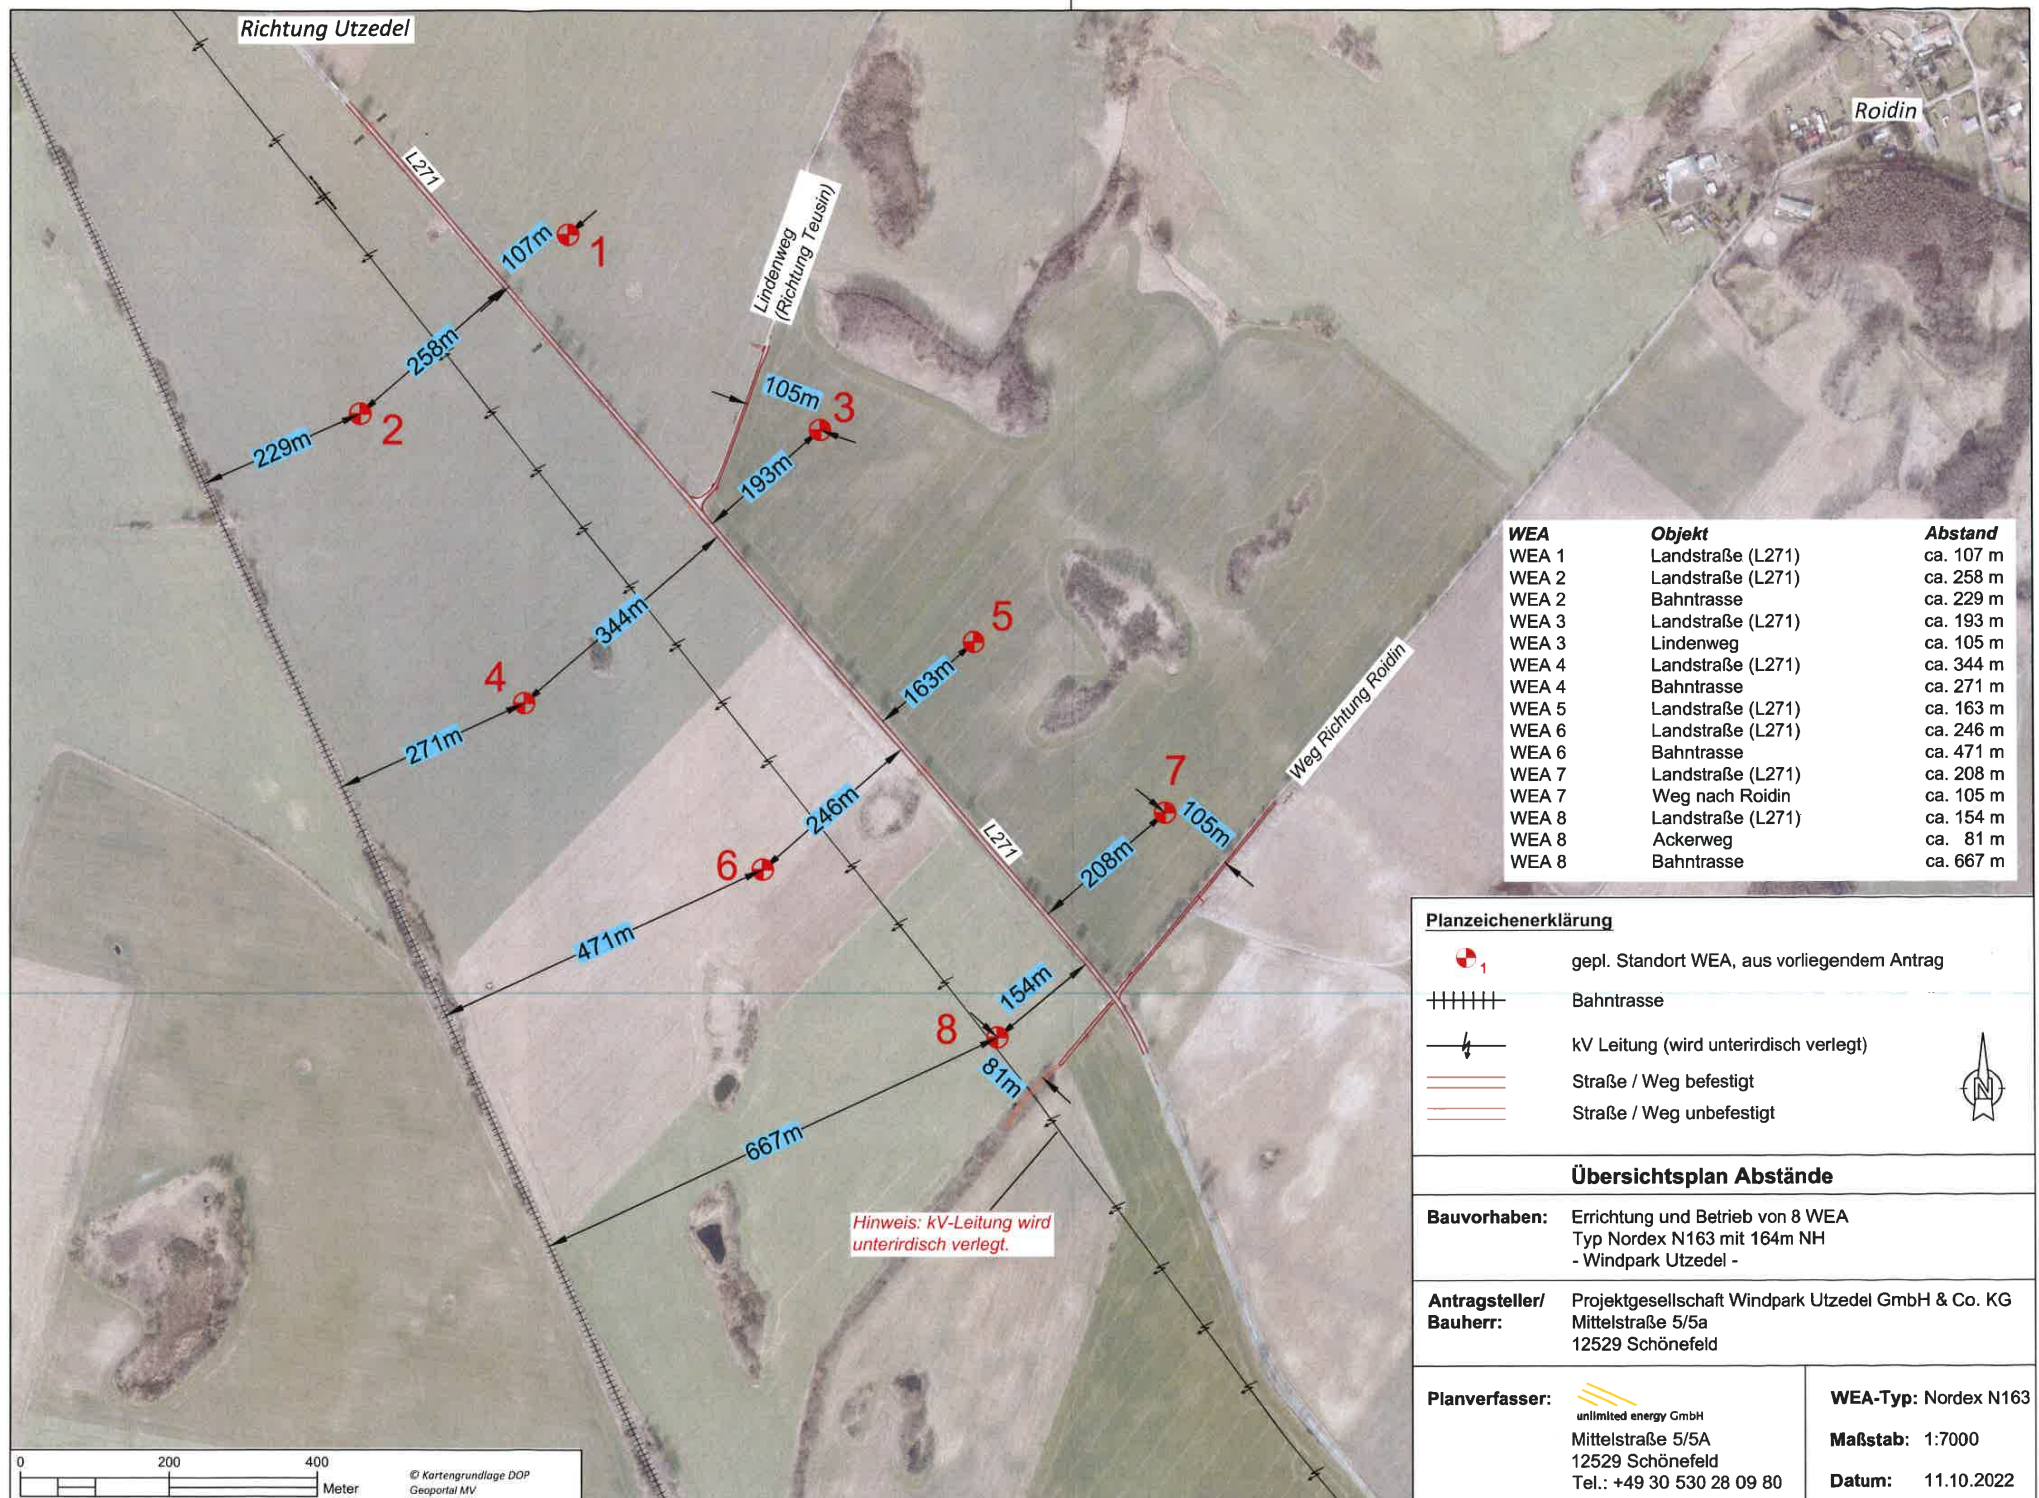 Richtung Utzedel
Roidin
L271
107m
1
Lindenweg
(Richtung Teusin)
258m
2
229m
105m
3
193m
344m
4
271m
5
163m
Weg Richtung Roidin
246m
6
471m
L271
7
105m
208m
154m
8
81m
667m
Hinweis: kV-Leitung wird
unterirdisch verlegt.
WEA Objekt Abstand
WEA 1 Landstraße (L271) ca. 107 m
WEA 2 Landstraße (L271) ca. 258 m
WEA 2 Bahntrasse ca. 229 m
WEA 3 Landstraße (L271) ca. 193 m
WEA 3 Lindenweg ca. 105 m
WEA 4 Landstraße (L271) ca. 344 m
WEA 4 Bahntrasse ca. 271 m
WEA 5 Landstraße (L271) ca. 163 m
WEA 6 Landstraße (L271) ca. 246 m
WEA 6 Bahntrasse ca. 471 m
WEA 7 Landstraße (L271) ca. 208 m
WEA 7 Weg nach Roidin ca. 105 m
WEA 8 Landstraße (L271) ca. 154 m
WEA 8 Ackerweg ca. 81 m
WEA 8 Bahntrasse ca. 667 m
Planzeichenerklärung
1 gepl. Standort WEA, aus vorliegendem Antrag
Bahntrasse
kV Leitung (wird unterirdisch verlegt)
Straße / Weg befestigt
Straße / Weg unbefestigt
N
Übersichtsplan Abstände
Bauvorhaben: Errichtung und Betrieb von 8 WEA
Typ Nordex N163 mit 164m NH
- Windpark Utzedel -
Antragsteller/ Projektgesellschaft Windpark Utzedel GmbH & Co. KG
Bauherr: Mittelstraße 5/5a
12529 Schönefeld
Planverfasser:
unlimited energy GmbH
Mittelstraße 5/5A
12529 Schönefeld
Tel.: +49 30 530 28 09 80
WEA-Typ: Nordex N163
Maßstab: 1:7000
Datum: 11.10.2022
0 200 400
Meter
© Kartengrundlage DOP
Geoportal MV